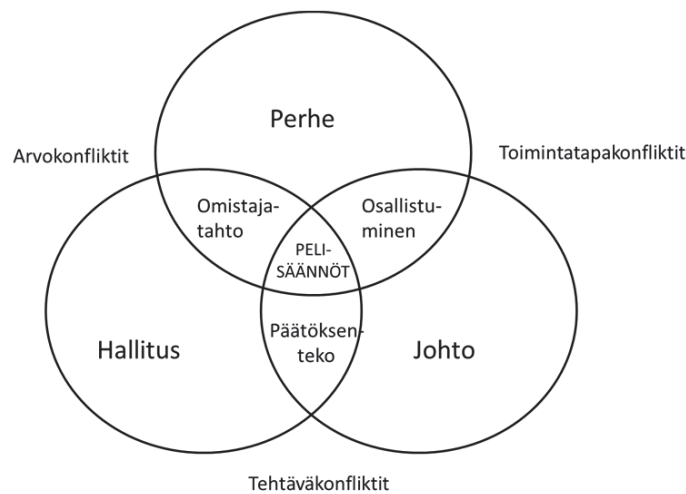 Perhe
Arvokonfliktit
Toimintatapakonfliktit
Omistaja-
tahto
Osallistu-
minen
PELI-
SÄÄNNÖT
Hallitus
Päätöksen-
teko
Johto
Tehtäväkonfliktit